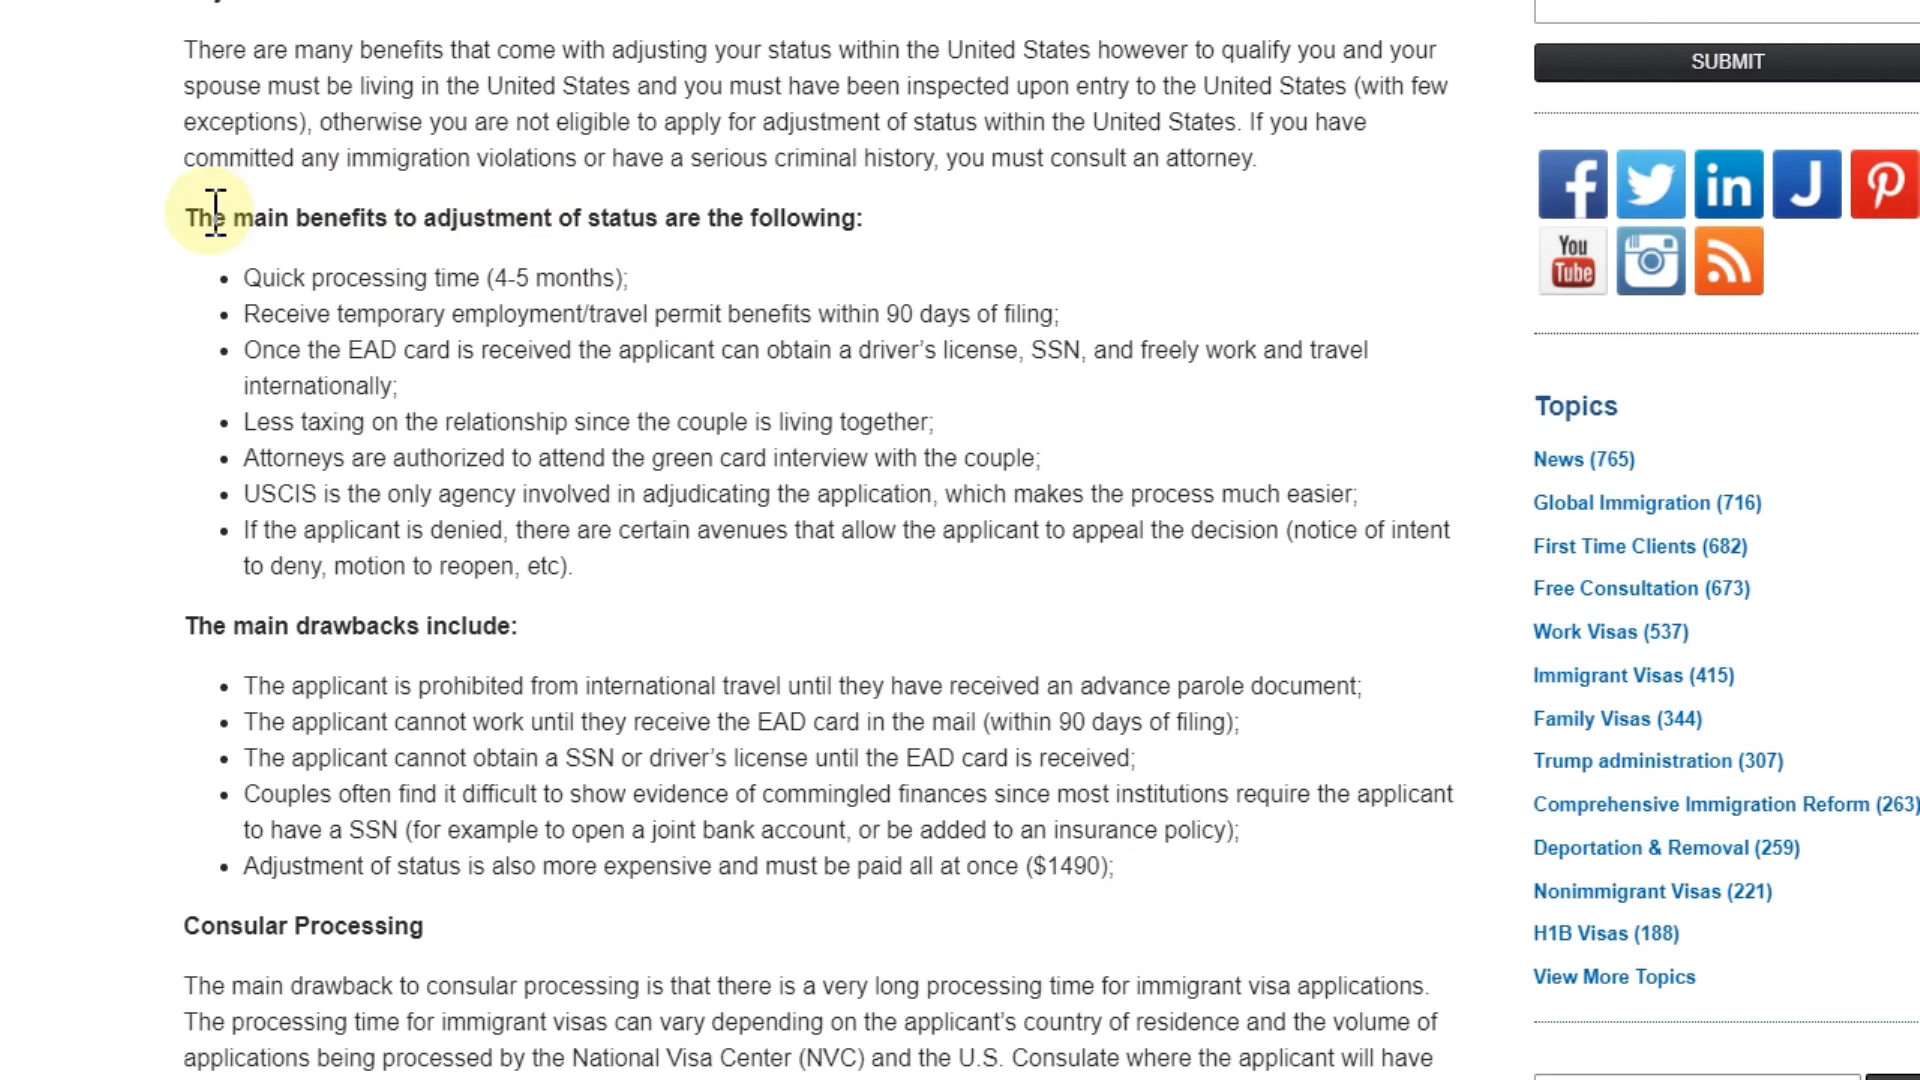 There are many benefits that come with adjusting your status within the United States however to qualify you and your
spouse must be living in the United States and you must have been inspected upon entry to the United States (with few
exceptions), otherwise you are not eligible to apply for adjustment of status within the United States. If you have
committed any immigration violations or have a serious criminal history, you must consult an attorney.
The main benefits to adjustment of status are the following:
Quick processing time (4-5 months);
Receive temporary employment/travel permit benefits within 90 days of filing;
Once the EAD card is received the applicant can obtain a driver’s license, SSN, and freely work and travel
internationally;
Less taxing on the relationship since the couple is living together;
Attorneys are authorized to attend the green card interview with the couple;
USCIS is the only agency involved in adjudicating the application, which makes the process much easier;
If the applicant is denied, there are certain avenues that allow the applicant to appeal the decision (notice of intent
to deny, motion to reopen, etc).
The main drawbacks include:
The applicant is prohibited from international travel until they have received an advance parole document;
The applicant cannot work until they receive the EAD card in the mail (within 90 days of filing);
The applicant cannot obtain a SSN or driver’s license until the EAD card is received;
Couples often find it difficult to show evidence of commingled finances since most institutions require the applicant
to have a SSN (for example to open a joint bank account, or be added to an insurance policy);
Adjustment of status is also more expensive and must be paid all at once ($1490);
Consular Processing
The main drawback to consular processing is that there is a very long processing time for immigrant visa applications.
The processing time for immigrant visas can vary depending on the applicant’s country of residence and the volume of
applications being processed by the National Visa Center (NVC) and the U.S. Consulate where the applicant will have
SUBMIT
f
in
J
You
Tube
Topics
News (765)
Global Immigration (716)
First Time Clients (682)
Free Consultation (673)
Work Visas (537)
Immigrant Visas (415)
Family Visas (344)
Trump administration (307)
Comprehensive Immigration Reform (263)
Deportation & Removal (259)
Nonimmigrant Visas (221)
H1B Visas (188)
View More Topics